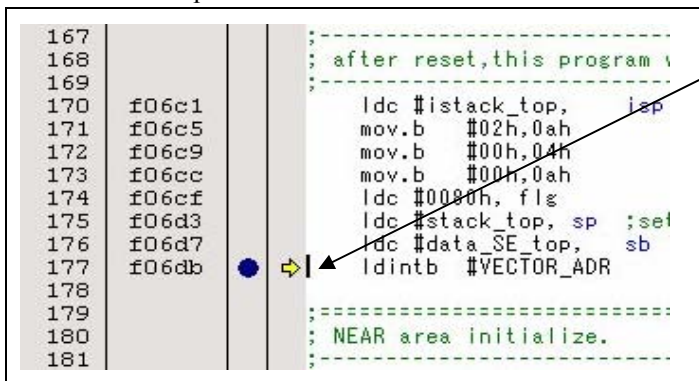 167 ;-----------------------------
168 ; after reset,this program
169 ;-----------------------------
170 f06c1 ldc #istack_top, isp
171 f06c5 mov.b #02h,0ah
172 f06c9 mov.b #00h,04h
173 f06cc mov.b #00h,0ah
174 f06cf ldc #0080h, flg
175 f06d3 ldc #stack_top, sp ;set
176 f06d7 ldc #data_SE_top, sb
177 f06db ldintb #VECTOR_ADR
178
179 ;=============================
180 ; NEAR area initialize.
181 ;-----------------------------